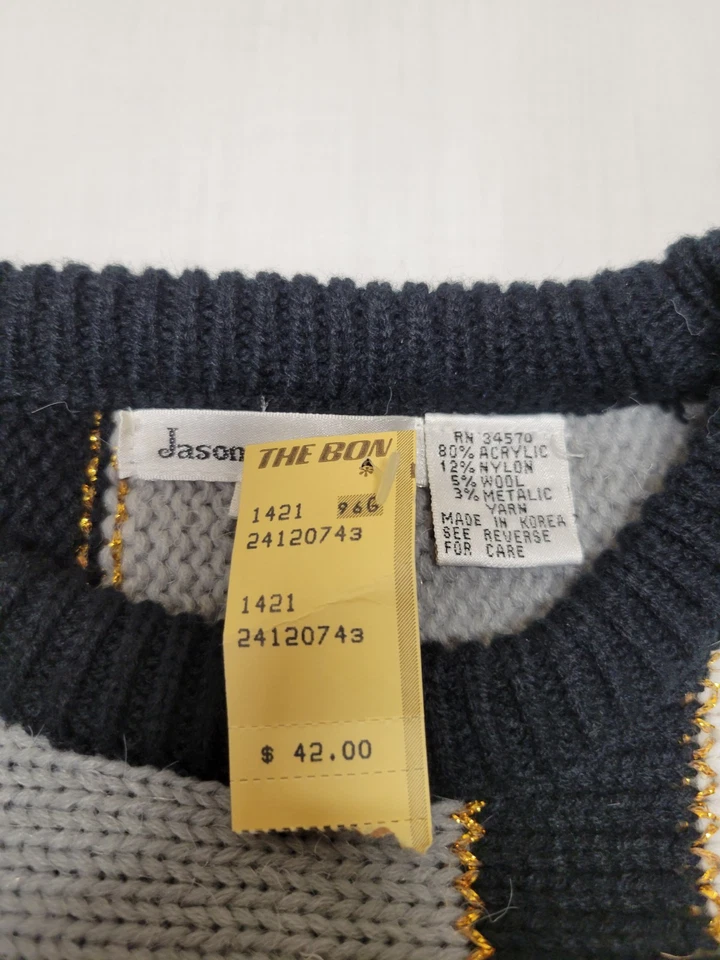 Jason
THE BON
1421 96G
24120743
1421
24120743
$ 42.00
RN 34570
80% ACRYLIC
12% NYLON
5% WOOL
3% METALIC
YARN
MADE IN KOREA
SEE REVERSE
FOR CARE